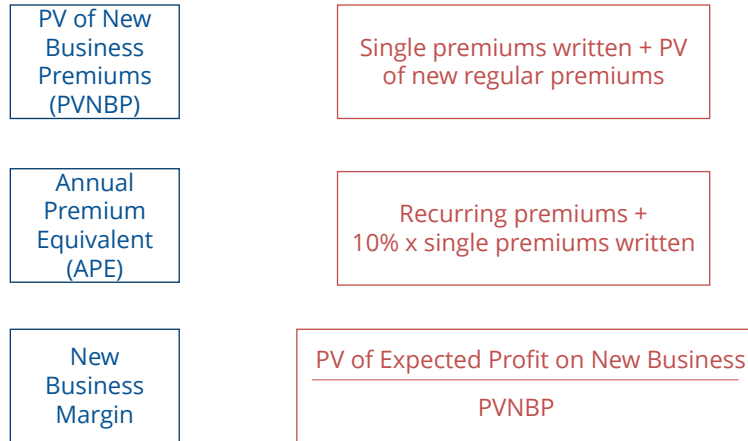 PV of New
Business
Premiums
(PVNBP)
Single premiums written + PV
of new regular premiums
Annual
Premium
Equivalent
(APE)
Recurring premiums +
10% x single premiums written
New
Business
Margin
PV of Expected Profit on New Business
PVNBP